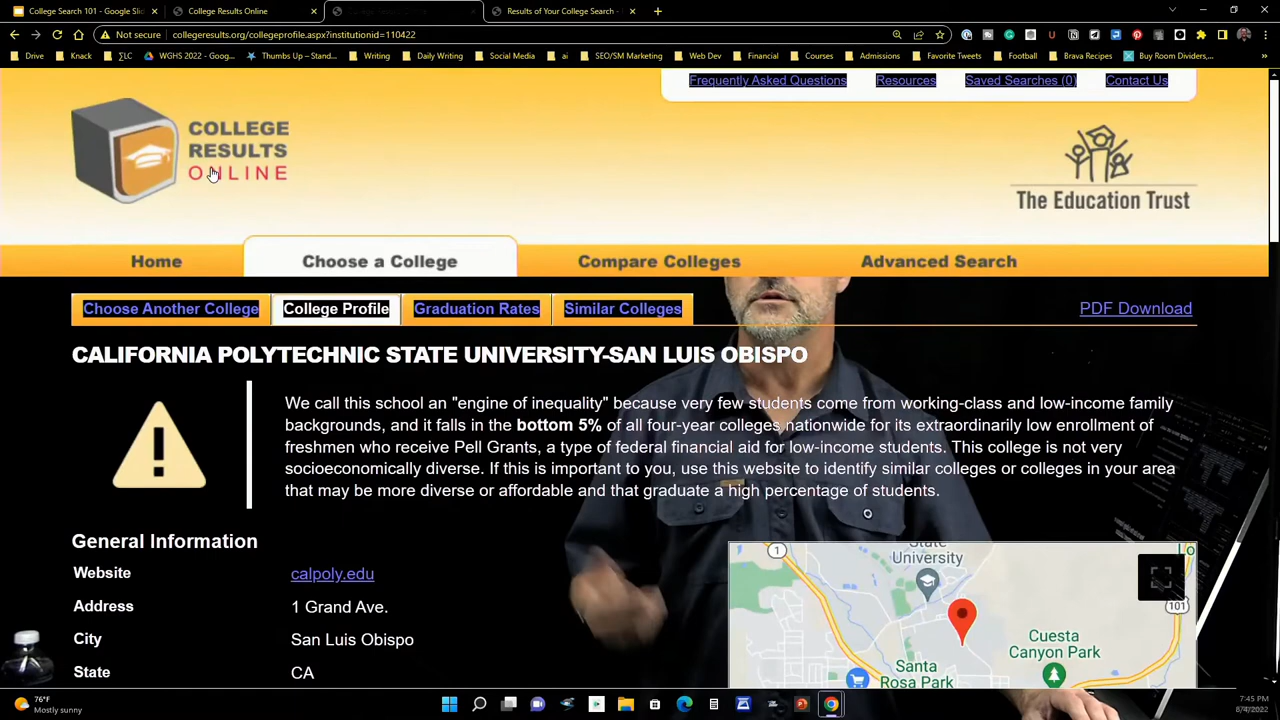 College Search 101 - Google Sli
College Results Online
Results of Your College Search -
Not secure
collegeresults.org/collegeprofile.aspx?institutionid=110422
Drive
Knack
∑LC
WGHS 2022 - Goog...
Thumbs Up – Stand...
Writing
Daily Writing
Social Media
ai
SEO/SM Marketing
Web Dev
Financial
Courses
Admissions
Favorite Tweets
Football
Brava Recipes
Buy Room Dividers,...
Frequently Asked Questions
Resources
Saved Searches (0)
Contact Us
COLLEGE
RESULTS
ONLINE
The Education Trust
Home
Choose a College
Compare Colleges
Advanced Search
Choose Another College
College Profile
Graduation Rates
Similar Colleges
PDF Download
CALIFORNIA POLYTECHNIC STATE UNIVERSITY-SAN LUIS OBISPO
We call this school an "engine of inequality" because very few students come from working-class and low-income family
backgrounds, and it falls in the bottom 5% of all four-year colleges nationwide for its extraordinarily low enrollment of
freshmen who receive Pell Grants, a type of federal financial aid for low-income students. This college is not very
socioeconomically diverse. If this is important to you, use this website to identify similar colleges or colleges in your area
that may be more diverse or affordable and that graduate a high percentage of students.
General Information
Website
calpoly.edu
Address
1 Grand Ave.
City
San Luis Obispo
State
CA
1
State
University
101
Cuesta
Canyon Park
Santa
Rosa Park
76°F
Mostly sunny
7:45 PM
8/4/2022